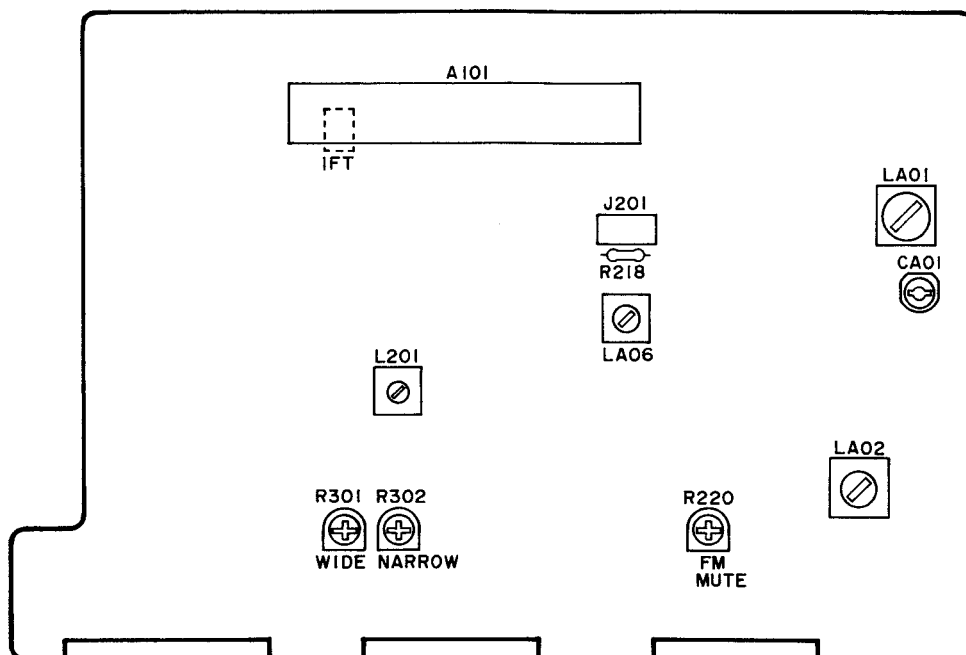 A101
IFT
LA01
J201
CA01
R218
LA06
L201
LA02
R301 R302
R220
WIDE NARROW
FM
MUTE